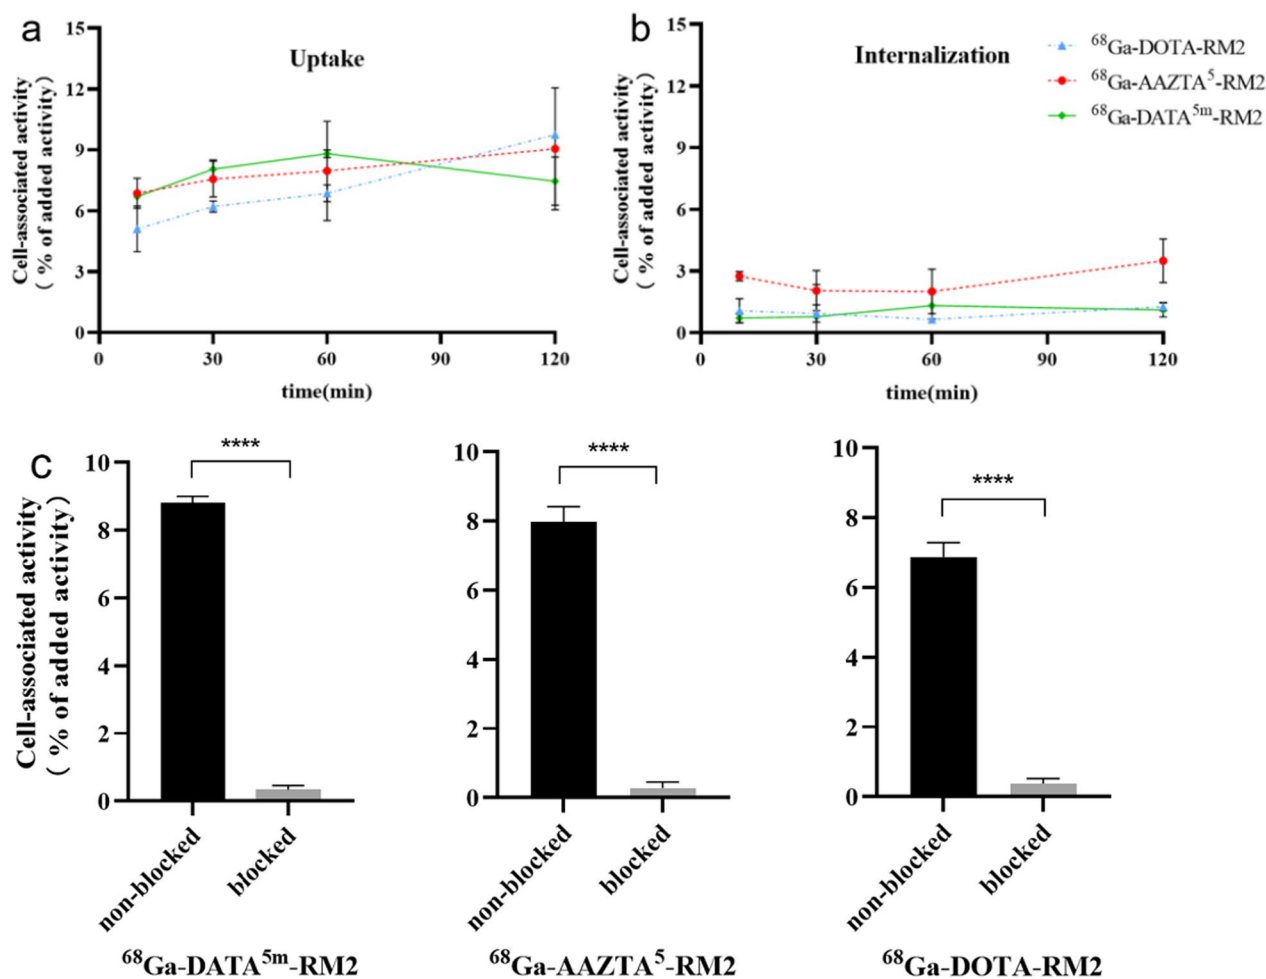 a
Uptake
Cell-associated activity
( % of added activity)
15
12
9
6
3
0
0 30 60 90 120
time(min)
b
Internalization
Cell-associated activity
( % of added activity)
15
12
9
6
3
0
0 30 60 90 120
time(min)
⁶⁸Ga-DOTA-RM2
⁶⁸Ga-AAZTA⁵-RM2
⁶⁸Ga-DATA⁵ᵐ-RM2
c
Cell-associated activity
( % of added activity)
10
8
6
4
2
0
****
non-blocked
blocked
⁶⁸Ga-DATA⁵ᵐ-RM2
10
8
6
4
2
0
****
non-blocked
blocked
⁶⁸Ga-AAZTA⁵-RM2
10
8
6
4
2
0
****
non-blocked
blocked
⁶⁸Ga-DOTA-RM2